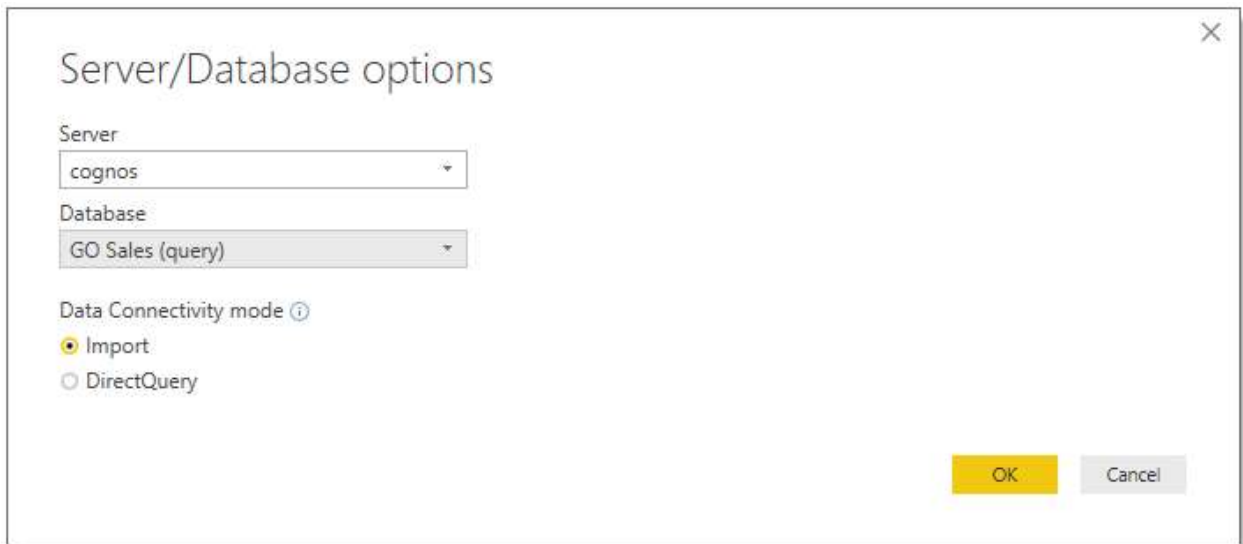 Server/Database options
Server
cognos
Database
GO Sales (query)
Data Connectivity mode
Import
DirectQuery
OK
Cancel